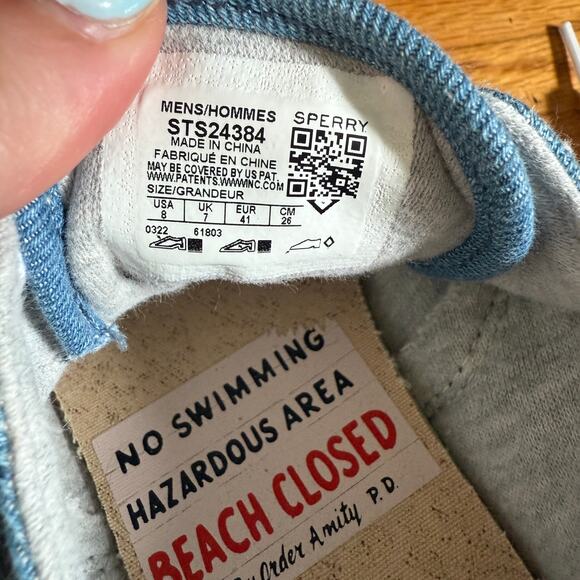 MENS/HOMMES
STS24384
SPERRY
MADE IN CHINA
FABRIQUÉ EN CHINE
MAY BE COVERED BY US PAT.
WWW.PATENTS.WWWINC.COM
SIZE/GRANDEUR
USA UK EUR CM
8 7 41 26
0322 61803
NO SWIMMING
HAZARDOUS AREA
BEACH CLOSED
By Order Amity P.D.